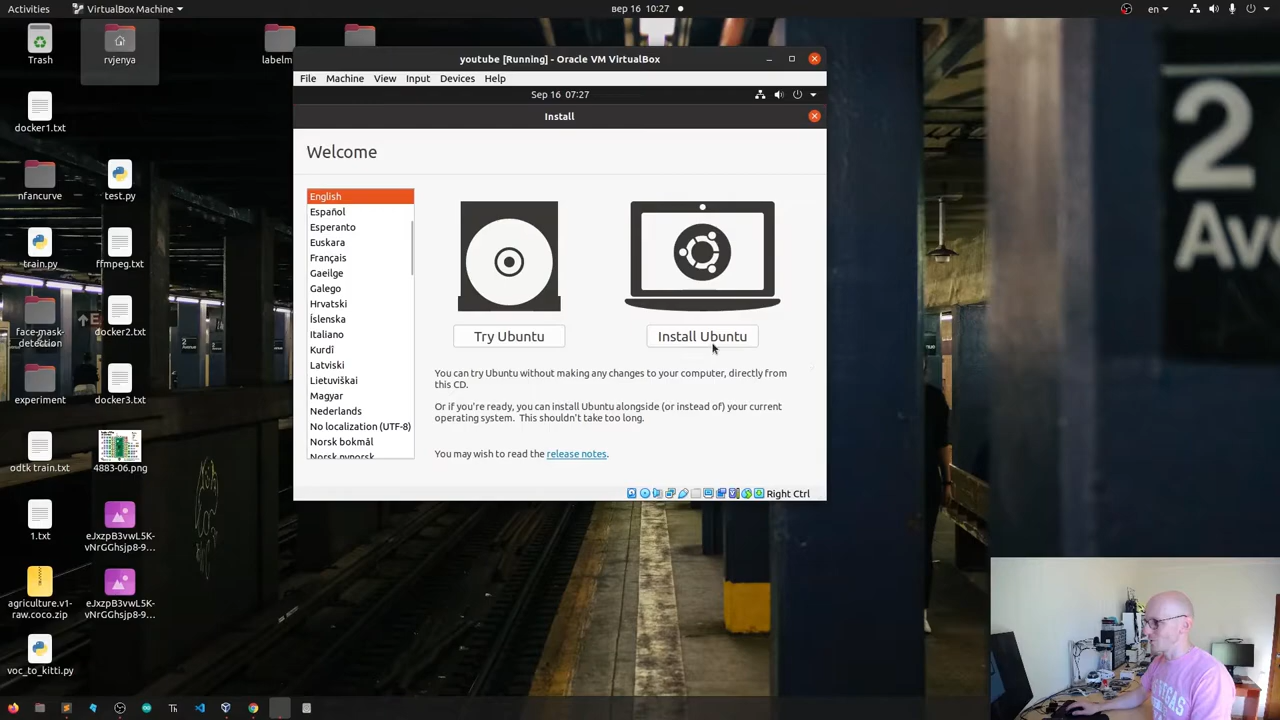 Activities
VirtualBox Machine
вер 16 10:27
en
Trash
rvjenya
labelm
docker1.txt
nfancurve
test.py
train.py
ffmpeg.txt
face-mask-
detection
docker2.txt
experiment
docker3.txt
odtk train.txt
4883-06.png
1.txt
eJxzpB3vwL5K-
vNrGGhsjp8-9...
agriculture.v1-
raw.coco.zip
eJxzpB3vwL5K-
vNrGGhsjp8-9...
voc_to_kitti.py
youtube [Running] - Oracle VM VirtualBox
File Machine View Input Communication Devices Help
Sep 16 07:27
Install
Welcome
English
Español
Esperanto
Euskara
Français
Gaeilge
Galego
Hrvatski
Íslenska
Italiano
Kurdî
Latviski
Lietuviškai
Magyar
Nederlands
No localization (UTF-8)
Norsk bokmål
Norsk nynorsk
Try Ubuntu
Install Ubuntu
You can try Ubuntu without making any changes to your computer, directly from
this CD.
Or if you're ready, you can install Ubuntu alongside (or instead of) your current
operating system. This shouldn't take too long.
You may wish to read the release notes.
Right Ctrl
2
Av